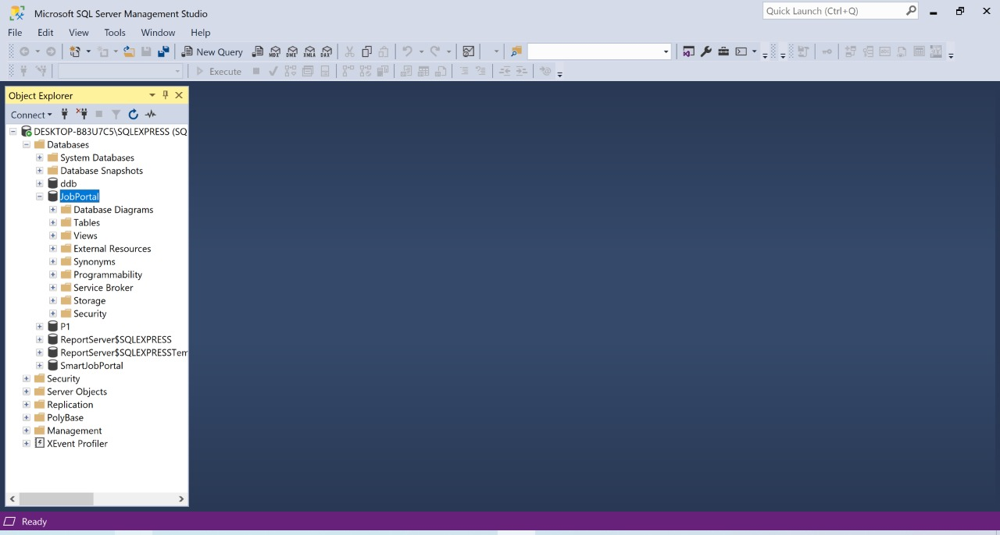 Microsoft SQL Server Management Studio
Quick Launch (Ctrl+Q)
File Edit View Tools Window Help
New Query MDX DMX XMLA DAX
Execute
Object Explorer
Connect
DESKTOP-B83U7C5\SQLEXPRESS (SQ
Databases
System Databases
Database Snapshots
ddb
JobPortal
Database Diagrams
Tables
Views
External Resources
Synonyms
Programmability
Service Broker
Storage
Security
P1
ReportServer$SQLEXPRESS
ReportServer$SQLEXPRESSTem
SmartJobPortal
Security
Server Objects
Replication
PolyBase
Management
XEvent Profiler
Ready